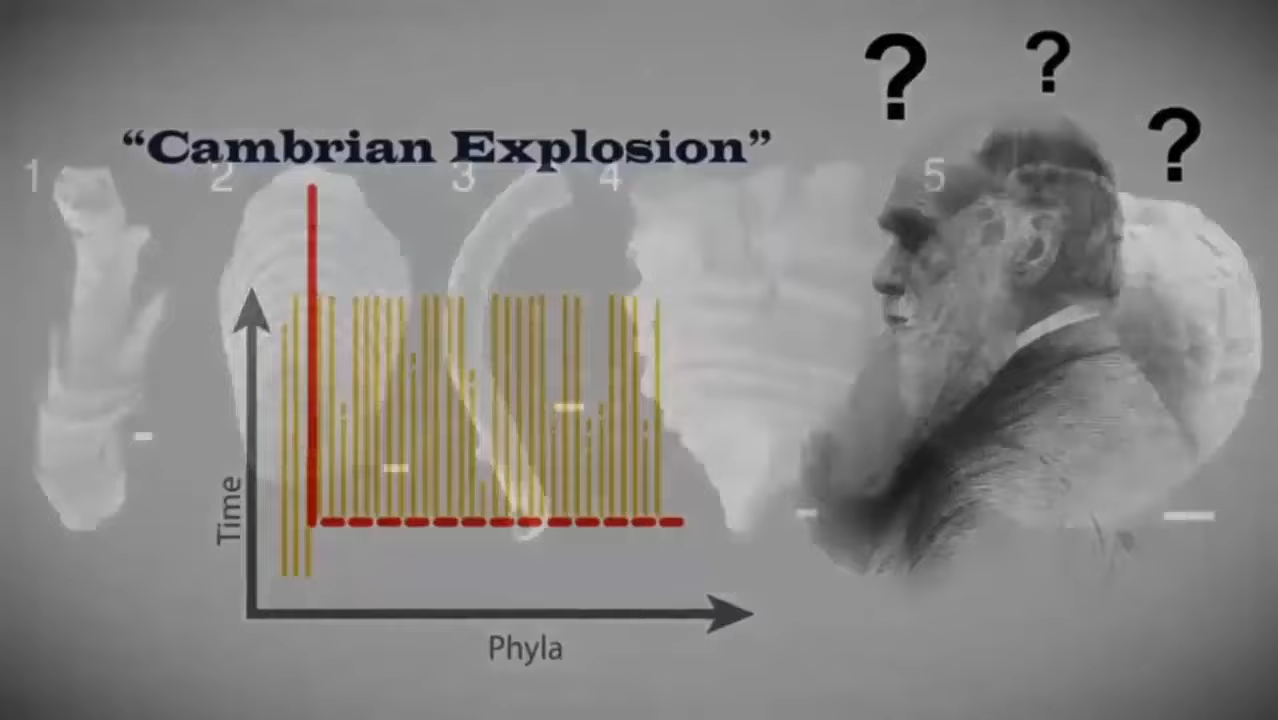 ? ? ?
“Cambrian Explosion”
1 2 3 4 5
Time
Phyla